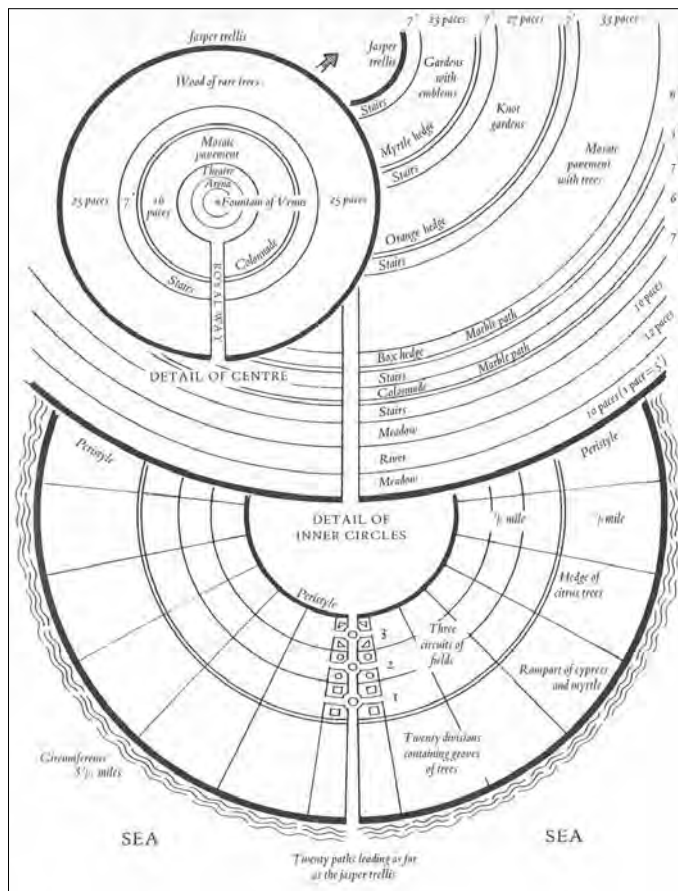 Jasper trellis
Wood of rare trees
Mosaic
pavement
Theatre
Arena
Fountain of Venus
25 paces
7'
16
paces
25 paces
Stairs
Colonnade
ROYAL WAY
DETAIL OF CENTRE
7'
23 paces
7'
27 paces
7'
33 paces
Jasper
trellis
Gardens
with
emblems
Stairs
Myrtle hedge
Stairs
Knot
gardens
Mosaic
pavement
with trees
Orange hedge
Stairs
7
6
7
10 paces
12 paces
10 paces (1 pace = 5')
Box hedge
Marble path
Stairs
Colonnade
Marble path
Stairs
Meadow
River
Meadow
Peristyle
Peristyle
DETAIL OF
INNER CIRCLES
mile
mile
Peristyle
Hedge of
citrus trees
3
2
1
Three
circuits of
fields
Rampart of cypress
and myrtle
Circumference
miles
Twenty divisions
containing groves
of trees
SEA
SEA
Twenty paths leading as far
as the jasper trellis